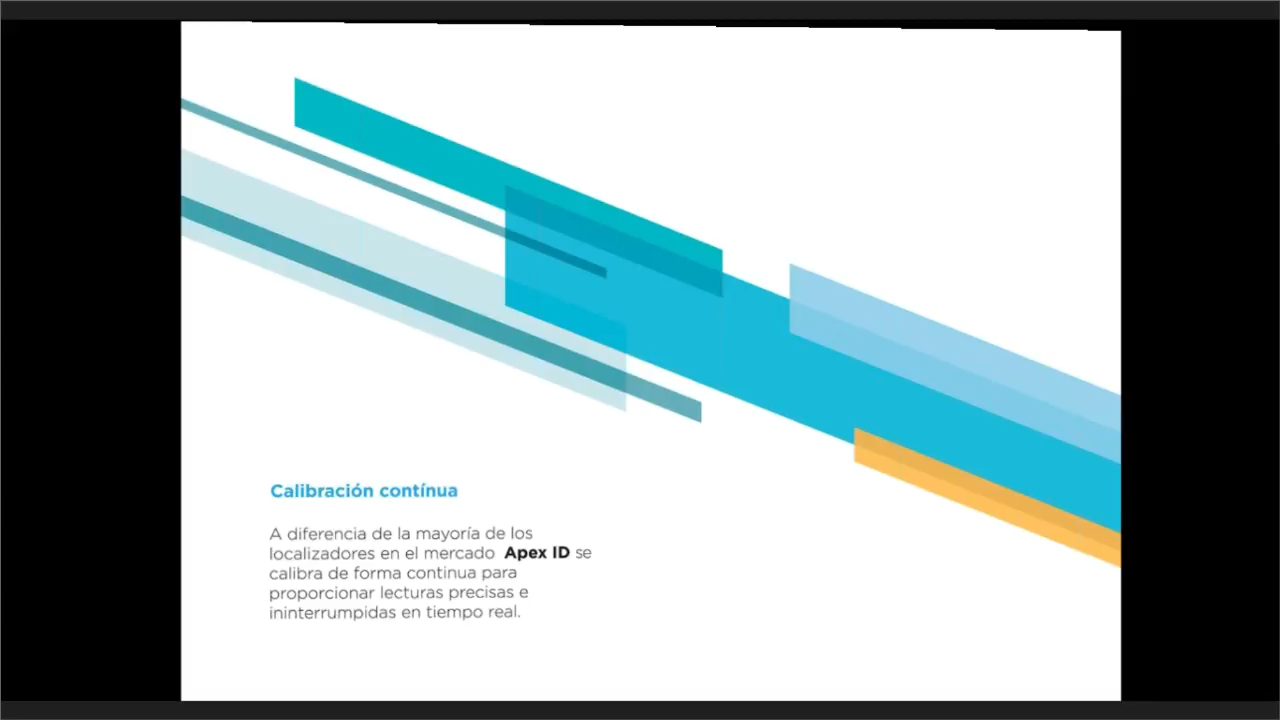 Calibración contínua
A diferencia de la mayoría de los
localizadores en el mercado Apex ID se
calibra de forma continua para
proporcionar lecturas precisas e
ininterrumpidas en tiempo real.